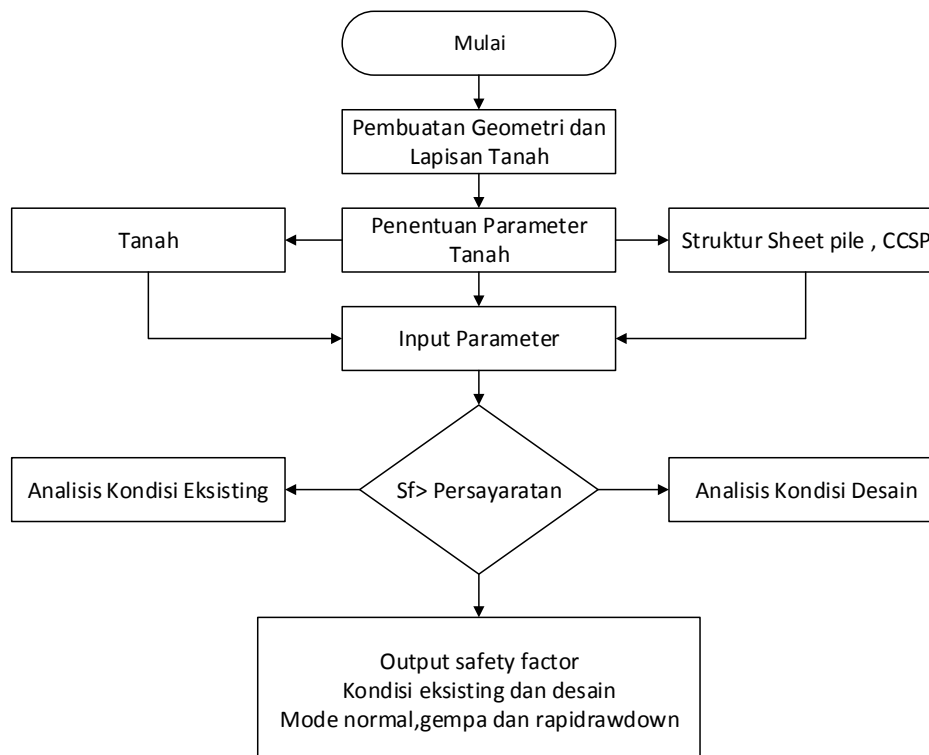 Mulai
Pembuatan Geometri dan
Lapisan Tanah
Tanah
Penentuan Parameter
Tanah
Struktur Sheet pile , CCSP
Input Parameter
Analisis Kondisi Eksisting
Sf> Persayaratan
Analisis Kondisi Desain
Output safety factor
Kondisi eksisting dan desain
Mode normal,gempa dan rapidrawdown